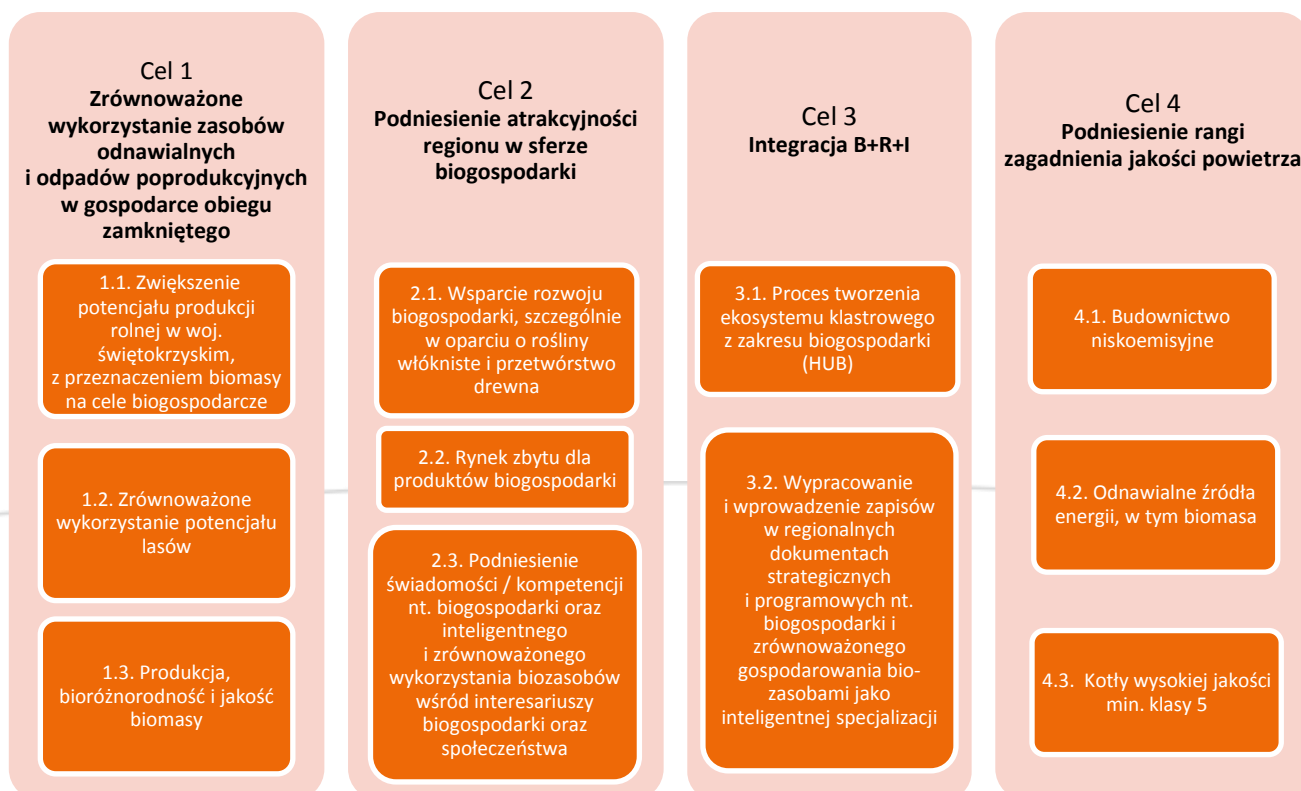 Cel 1
Zrównoważone
wykorzystanie zasobów
odnawialnych
i odpadów poprodukcyjnych
w gospodarce obiegu
zamkniętego
1.1. Zwiększenie
potencjału produkcji
rolnej w woj.
świętokrzyskim,
z przeznaczeniem biomasy
na cele biogospodarcze
1.2. Zrównoważone
wykorzystanie potencjału
lasów
1.3. Produkcja,
bioróżnorodność i jakość
biomasy
Cel 2
Podniesienie atrakcyjności
regionu w sferze
biogospodarki
2.1. Wsparcie rozwoju
biogospodarki, szczególnie
w oparciu o rośliny
włókniste i przetwórstwo
drewna
2.2. Rynek zbytu dla
produktów biogospodarki
2.3. Podniesienie
świadomości / kompetencji
nt. biogospodarki oraz
inteligentnego
i zrównoważonego
wykorzystania biozasobów
wśród interesariuszy
biogospodarki oraz
społeczeństwa
Cel 3
Integracja B+R+I
3.1. Proces tworzenia
ekosystemu klastrowego
z zakresu biogospodarki
(HUB)
3.2. Wypracowanie
i wprowadzenie zapisów
w regionalnych
dokumentach
strategicznych
i programowych nt.
biogospodarki i
zrównoważonego
gospodarowania bio-
zasobami jako
inteligentnej specjalizacji
Cel 4
Podniesienie rangi
zagadnienia jakości powietrza
4.1. Budownictwo
niskoemisyjne
4.2. Odnawialne źródła
energii, w tym biomasa
4.3. Kotły wysokiej jakości
min. klasy 5